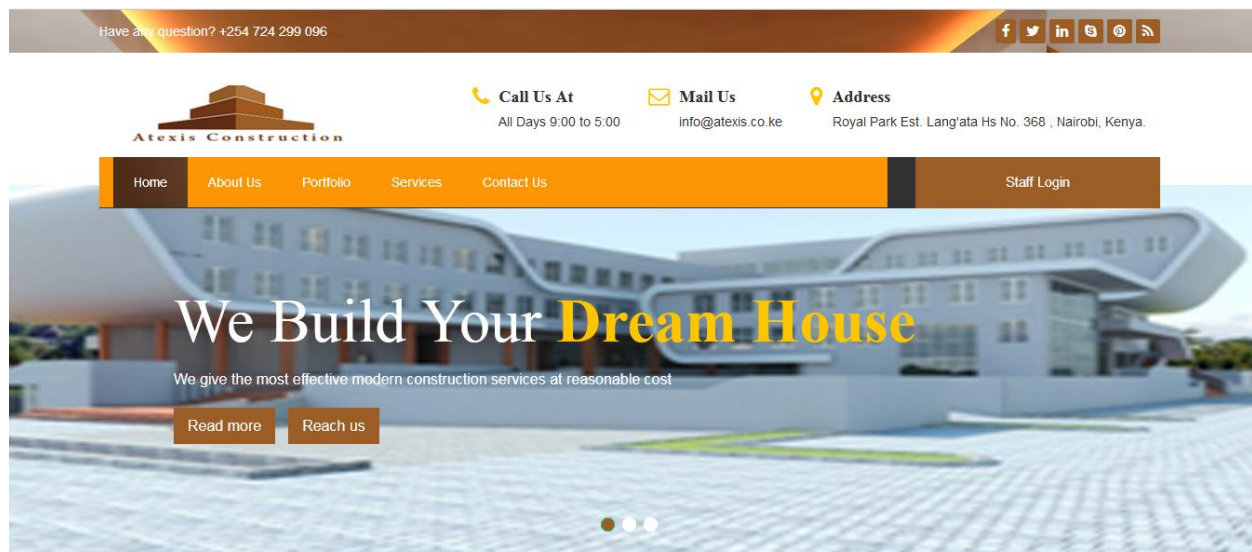 Have any question? +254 724 299 096
Atexis Construction
Call Us At
All Days 9:00 to 5:00
Mail Us
info@atexis.co.ke
Address
Royal Park Est. Lang'ata Hs No. 368 , Nairobi, Kenya.
Home About Us Portfolio Services Contact Us Staff Login
We Build Your Dream House
We give the most effective modern construction services at reasonable cost
Read more Reach us